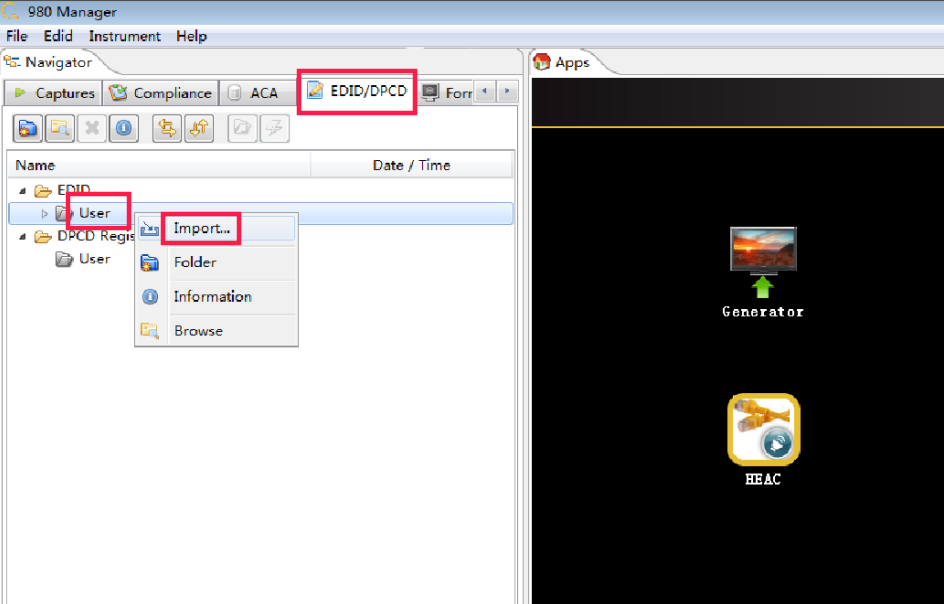 980 Manager
File Edid Instrument Help
Navigator
Captures Compliance ACA EDID/DPCD Forr
Name Date / Time
EDID
User
DPCD Regis
User
Import...
Folder
Information
Browse
Apps
Generator
HEAC